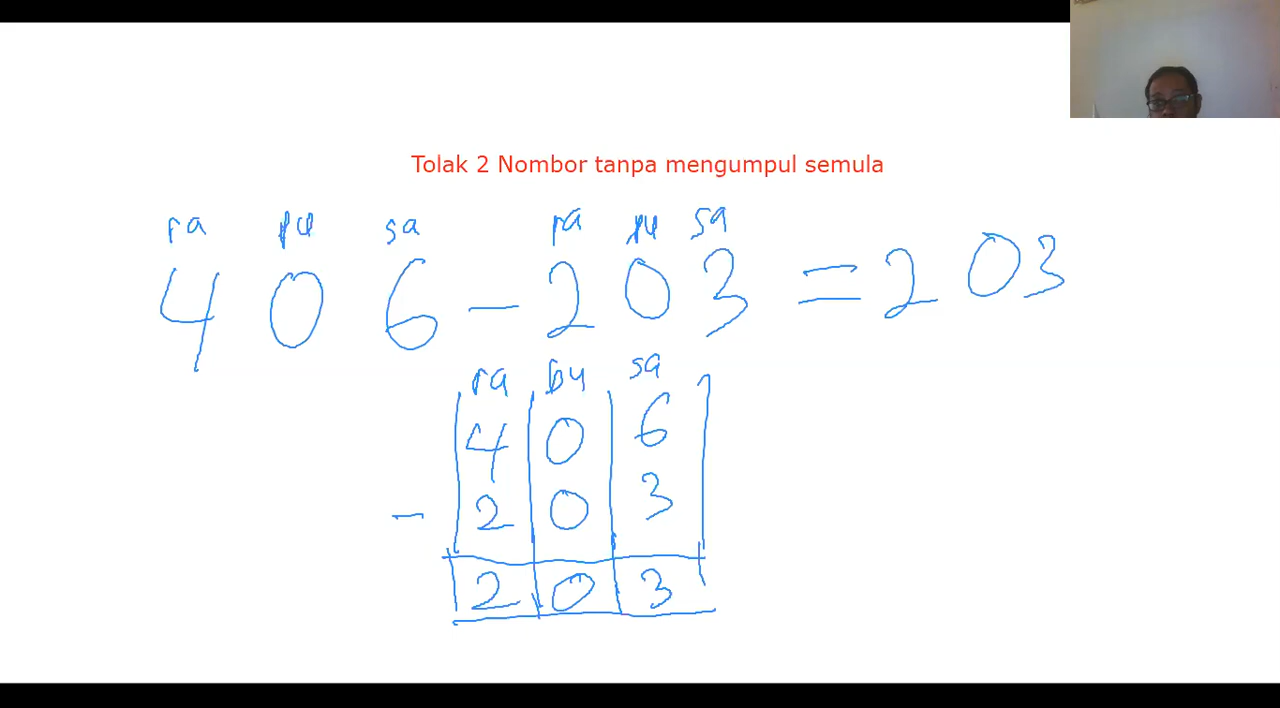 Tolak 2 Nombor tanpa mengumpul semula
ra pu sa ra pu sa
4 0 6 - 2 0 3 = 2 0 3
ra pu sa
4 0 6
- 2 0 3
2 0 3